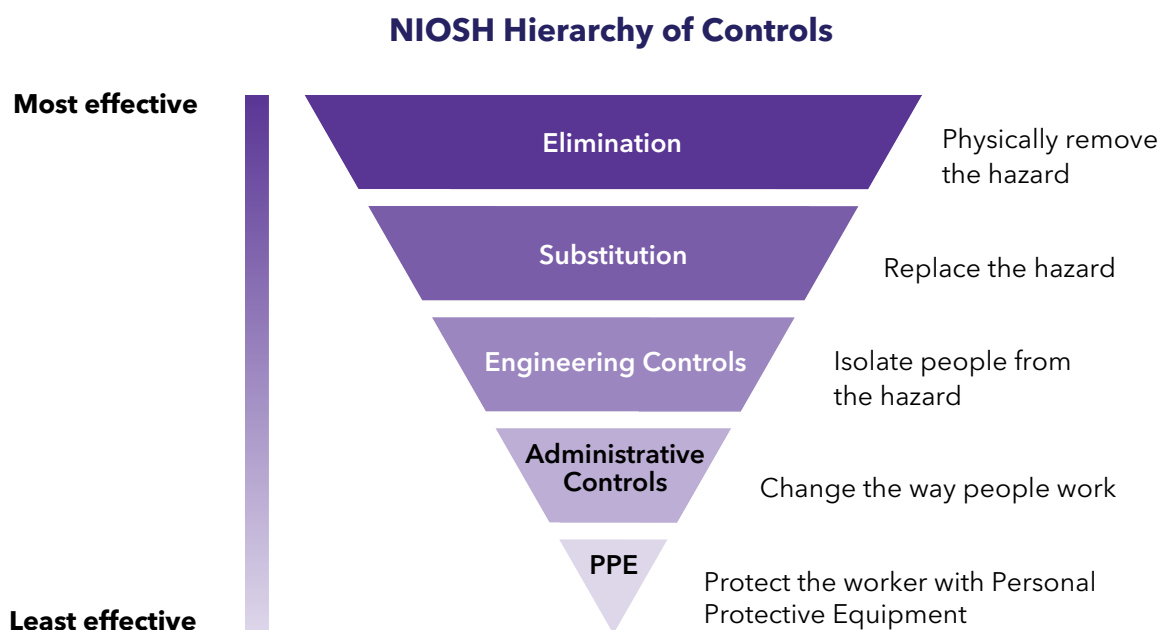 NIOSH Hierarchy of Controls
Most effective
Elimination
Physically remove
the hazard
Substitution
Replace the hazard
Engineering Controls
Isolate people from
the hazard
Administrative
Controls
Change the way people work
PPE
Protect the worker with Personal
Protective Equipment
Least effective